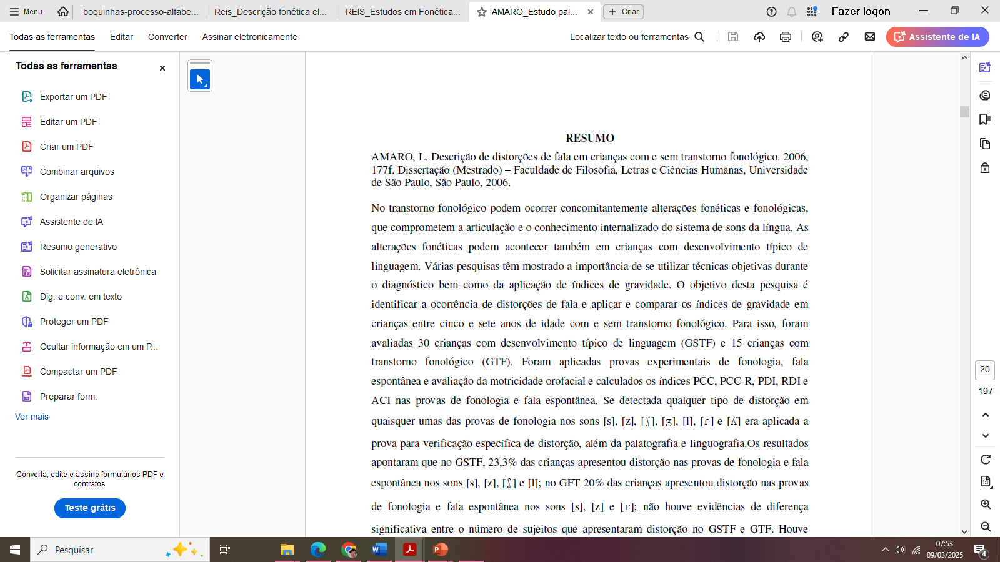 Menu
boquinhas-processo-alfabe...
Reis_Descrição fonética el...
REIS_Estudos em Fonética...
AMARO_Estudo pal...
Criar
Fazer logon
Todas as ferramentas
Editar
Converter
Assinar eletronicamente
Localizar texto ou ferramentas
Assistente de IA
Todas as ferramentas
Exportar um PDF
Editar um PDF
Criar um PDF
Combinar arquivos
Organizar páginas
Assistente de IA
Resumo generativo
Solicitar assinatura eletrônica
Dig. e conv. em texto
Proteger um PDF
Ocultar informação em um P...
Compactar um PDF
Preparar form.
Ver mais
Converta, edite e assine formulários PDF e
contratos
Teste grátis
RESUMO
AMARO, L. Descrição de distorções de fala em crianças com e sem transtorno fonológico. 2006,
177f. Dissertação (Mestrado) – Faculdade de Filosofia, Letras e Ciências Humanas, Universidade
de São Paulo, São Paulo, 2006.
No transtorno fonológico podem ocorrer concomitantemente alterações fonéticas e fonológicas,
que comprometem a articulação e o conhecimento internalizado do sistema de sons da língua. As
alterações fonéticas podem acontecer também em crianças com desenvolvimento típico de
linguagem. Várias pesquisas têm mostrado a importância de se utilizar técnicas objetivas durante
o diagnóstico bem como da aplicação de índices de gravidade. O objetivo desta pesquisa é
identificar a ocorrência de distorções de fala e aplicar e comparar os índices de gravidade em
crianças entre cinco e sete anos de idade com e sem transtorno fonológico. Para isso, foram
avaliadas 30 crianças com desenvolvimento típico de linguagem (GSTF) e 15 crianças com
transtorno fonológico (GTF). Foram aplicadas provas experimentais de fonologia, fala
espontânea e avaliação da motricidade orofacial e calculados os índices PCC, PCC-R, PDI, RDI e
ACI nas provas de fonologia e fala espontânea. Se detectada qualquer tipo de distorção em
quaisquer umas das provas de fonologia nos sons [s], [z], [ʃ], [ʒ], [l], [ɾ] e [ʎ] era aplicada a
prova para verificação específica de distorção, além da palatografia e linguografia.Os resultados
apontaram que no GSTF, 23,3% das crianças apresentou distorção nas provas de fonologia e fala
espontânea nos sons [s], [z], [ʃ] e [l]; no GFT 20% das crianças apresentou distorção nas provas
de fonologia e fala espontânea nos sons [s], [z] e [ɾ]; não houve evidências de diferença
significativa entre o número de sujeitos que apresentaram distorção no GSTF e GTF. Houve
20
197
Pesquisar
07:53
09/03/2025
4